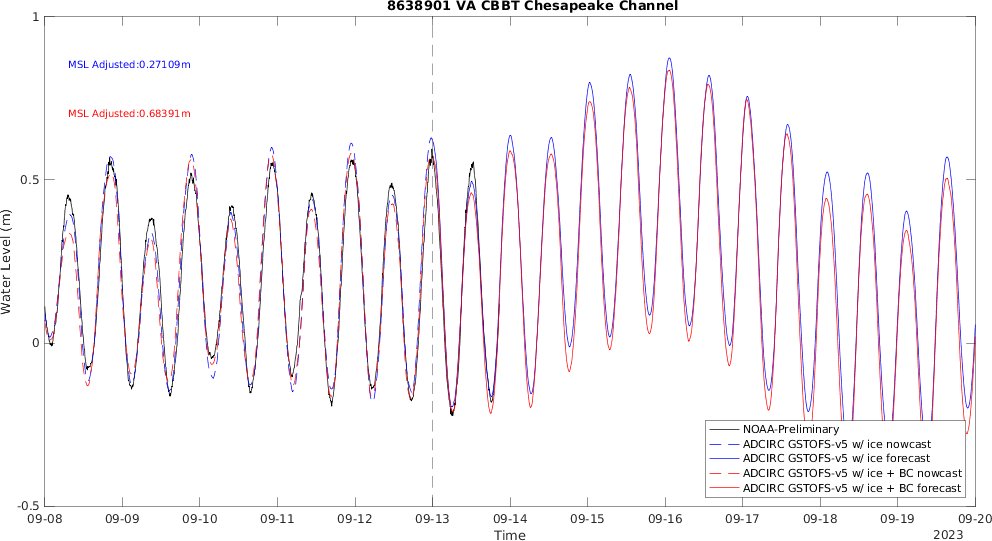 8638901 VA CBBT Chesapeake Channel
1
MSL Adjusted:0.27109m
MSL Adjusted:0.68391m
0.5
Water Level (m)
0
NOAA-Preliminary
ADCIRC GSTOFS-v5 w/ ice nowcast
ADCIRC GSTOFS-v5 w/ ice forecast
ADCIRC GSTOFS-v5 w/ ice + BC nowcast
ADCIRC GSTOFS-v5 w/ ice + BC forecast
-0.5
09-08 09-09 09-10 09-11 09-12 09-13 09-14 09-15 09-16 09-17 09-18 09-19 09-20
Time
2023